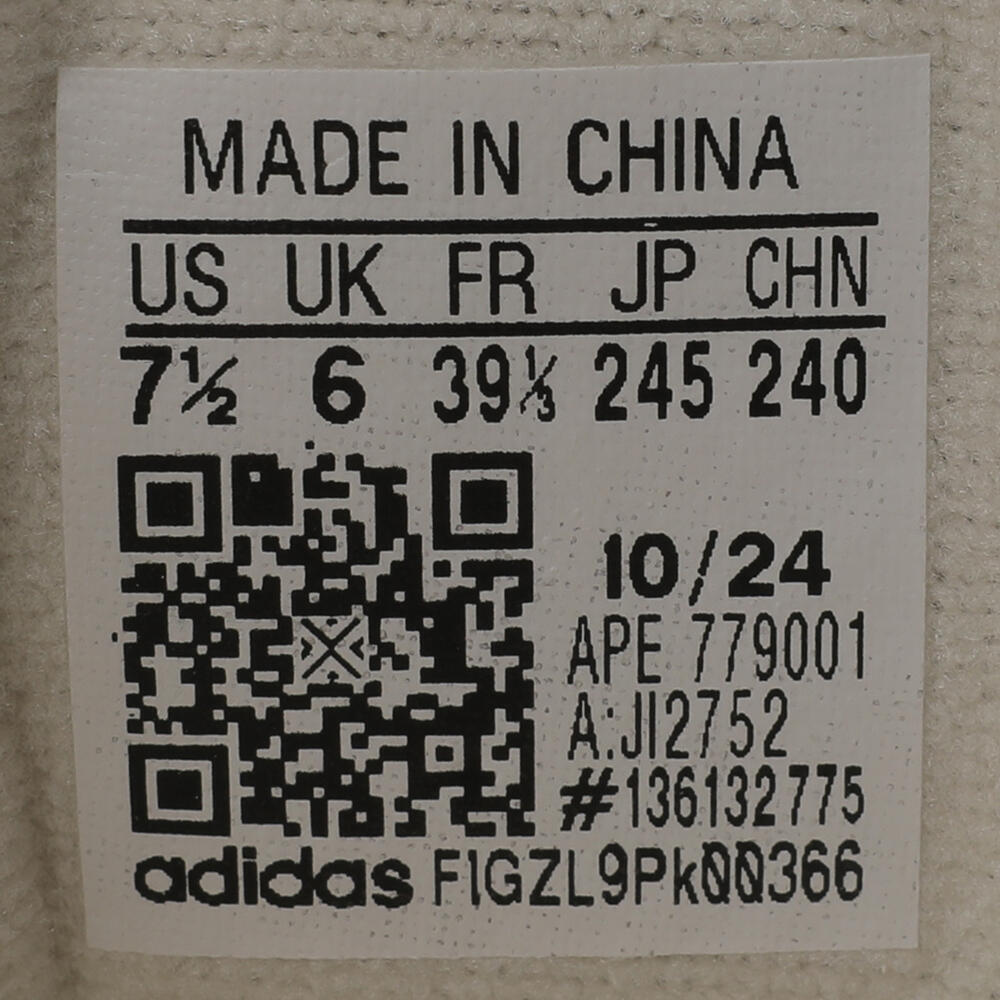 MADE IN CHINA
US UK FR JP CHN
7½ 6 39⅓ 245 240
10/24
APE 779001
A:JI2752
#136132775
adidas F1GZL9Pk00366